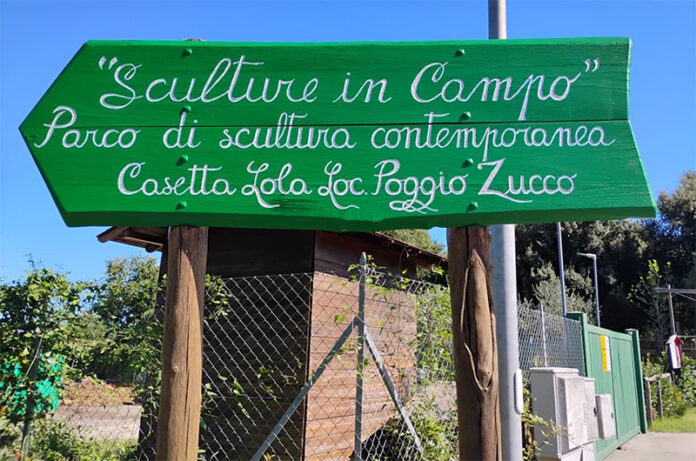 "Sculture in Campo"
Parco di scultura contemporanea
Casetta Lola Loc. Poggio Zucco